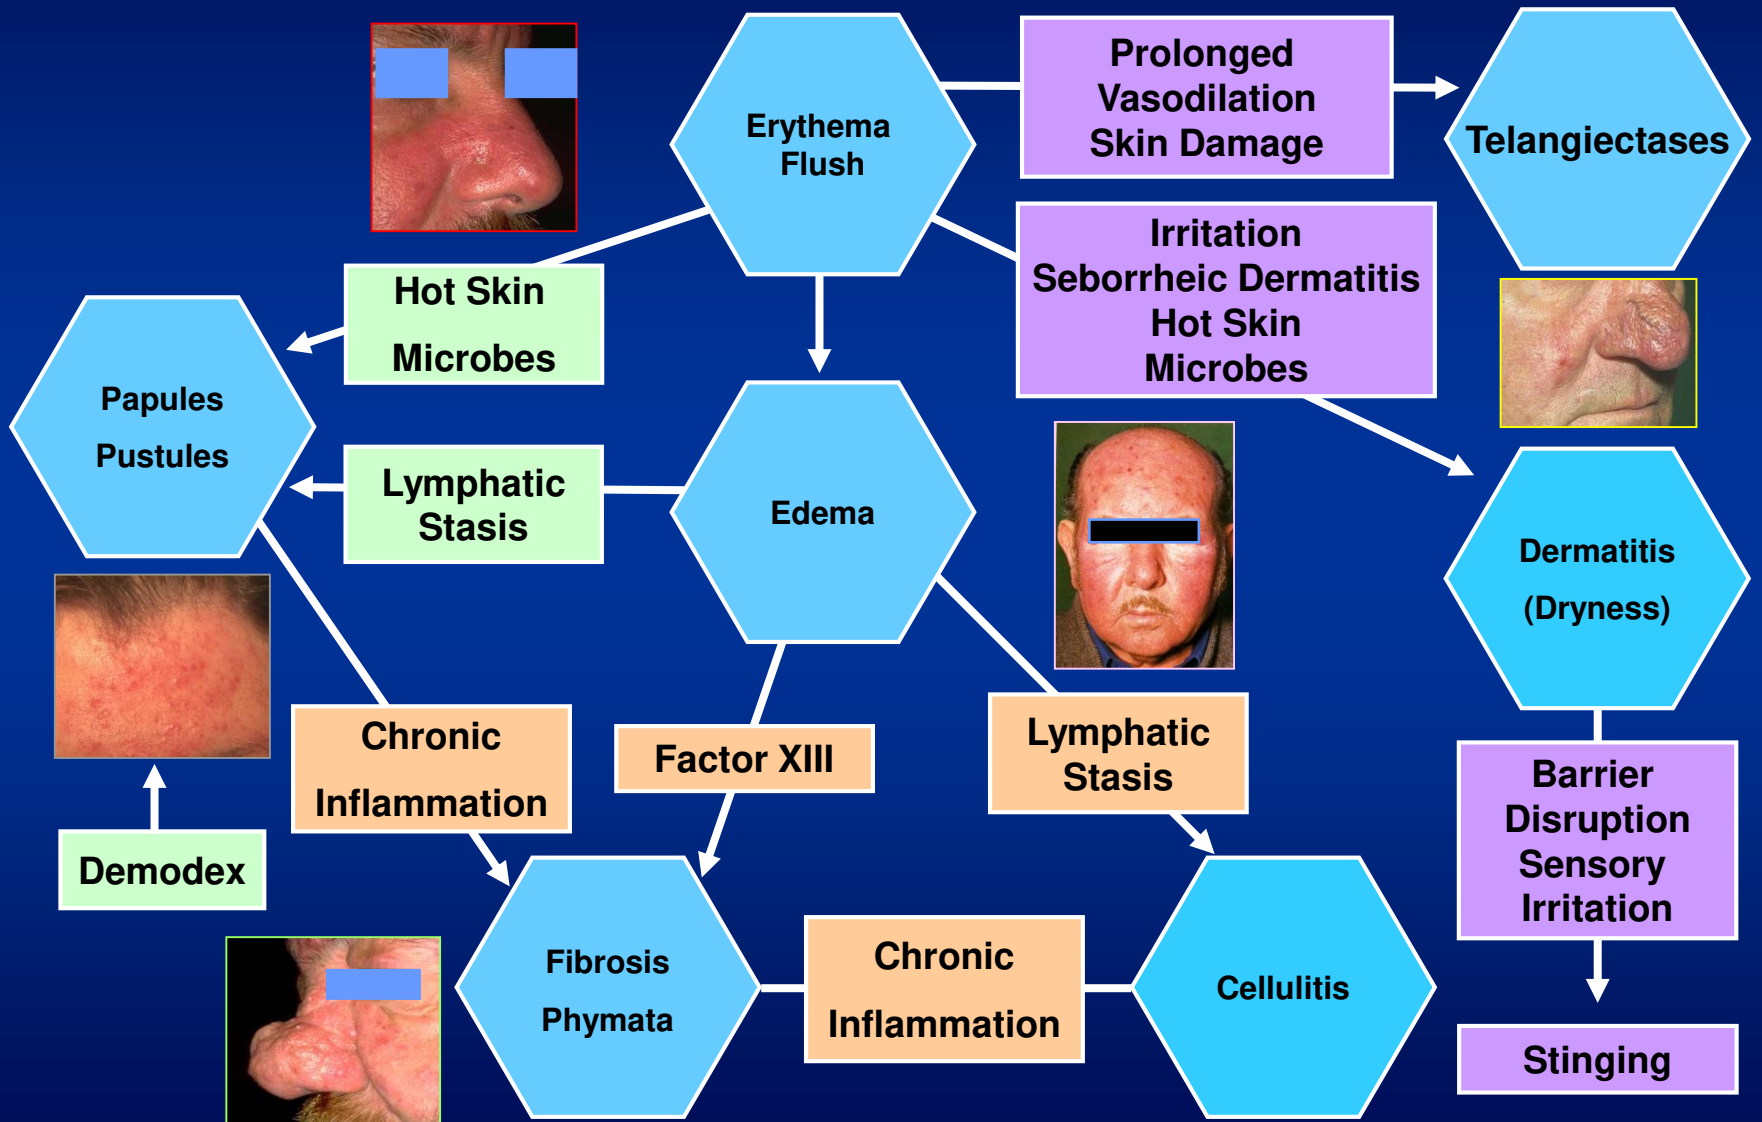 Erythema
Flush
Prolonged
Vasodilation
Skin Damage
Telangiectases
Irritation
Seborrheic Dermatitis
Hot Skin
Microbes
Hot Skin
Microbes
Papules
Pustules
Lymphatic
Stasis
Edema
Dermatitis
(Dryness)
Chronic
Inflammation
Factor XIII
Lymphatic
Stasis
Barrier
Disruption
Sensory
Irritation
Demodex
Fibrosis
Phymata
Chronic
Inflammation
Cellulitis
Stinging